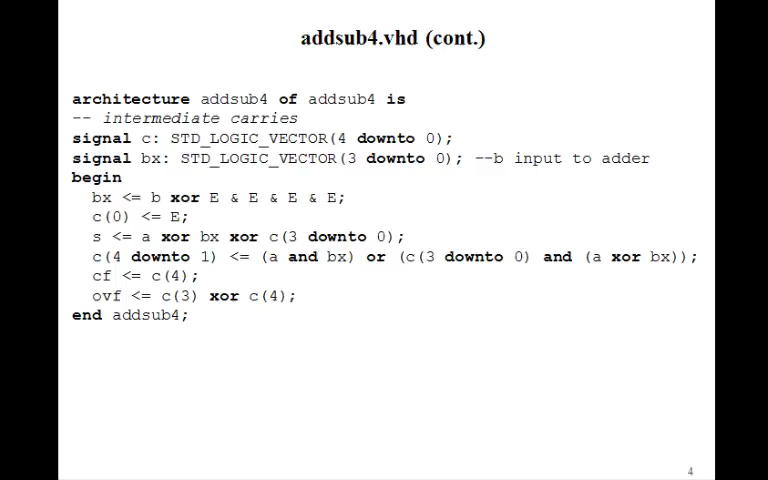 addsub4.vhd (cont.)
architecture addsub4 of addsub4 is
-- intermediate carries
signal c: STD_LOGIC_VECTOR(4 downto 0);
signal bx: STD_LOGIC_VECTOR(3 downto 0); --b input to adder
begin
bx <= b xor E & E & E & E;
c(0) <= E;
s <= a xor bx xor c(3 downto 0);
c(4 downto 1) <= (a and bx) or (c(3 downto 0) and (a xor bx));
cf <= c(4);
ovf <= c(3) xor c(4);
end addsub4;
4